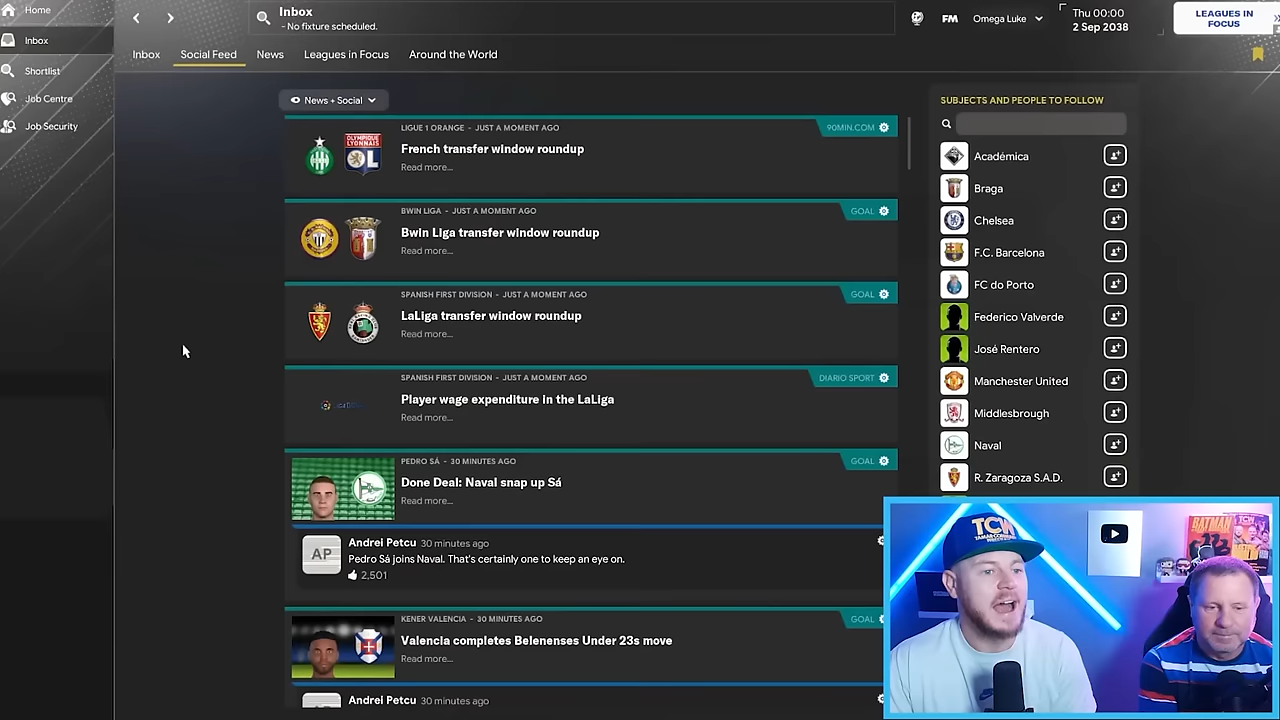 Home
Inbox
Shortlist
Job Centre
Job Security
Inbox
- No fixture scheduled.
FM
Thu 00:00
2 Sep 2038
LEAGUES IN
FOCUS
Inbox
Social Feed
News
Leagues in Focus
Around the World
News + Social
LIGUE 1 ORANGE - JUST A MOMENT AGO
90MIN.COM
French transfer window roundup
Read more...
OLYMPIQUE
LYONNAIS
OL
BWIN LIGA - JUST A MOMENT AGO
GOAL
Bwin Liga transfer window roundup
Read more...
SPANISH FIRST DIVISION - JUST A MOMENT AGO
GOAL
LaLiga transfer window roundup
Read more...
SPANISH FIRST DIVISION - JUST A MOMENT AGO
DIARIO SPORT
Player wage expenditure in the LaLiga
Read more...
PEDRO SÁ - 30 MINUTES AGO
GOAL
Done Deal: Naval snap up Sá
Read more...
AP
Andrei Petcu 30 minutes ago
Pedro Sá joins Naval. That's certainly one to keep an eye on.
2,501
KENER VALENCIA - 30 MINUTES AGO
GOAL
Valencia completes Belenenses Under 23s move
Read more...
Andrei Petcu 30 minutes ago
SUBJECTS AND PEOPLE TO FOLLOW
Académica
Braga
Chelsea
F.C. Barcelona
FC do Porto
Federico Valverde
José Rentero
Manchester United
Middlesbrough
Naval
R. Zaragoza S.A.D.
TCW
BATMAN